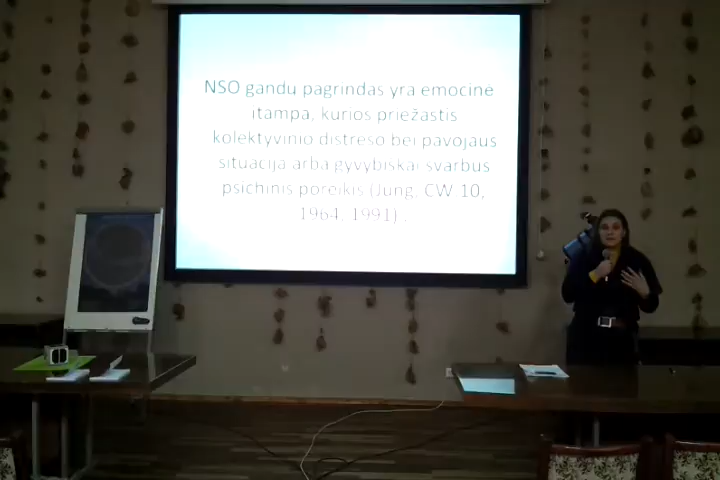 NSO gandų pagrindas yra emocinė
įtampa, kurios priežastis
kolektyvinio distreso bei pavojaus
situacija arba gyvybiškai svarbus
psichinis poreikis (Jung, CW 10,
1964, 1991) .